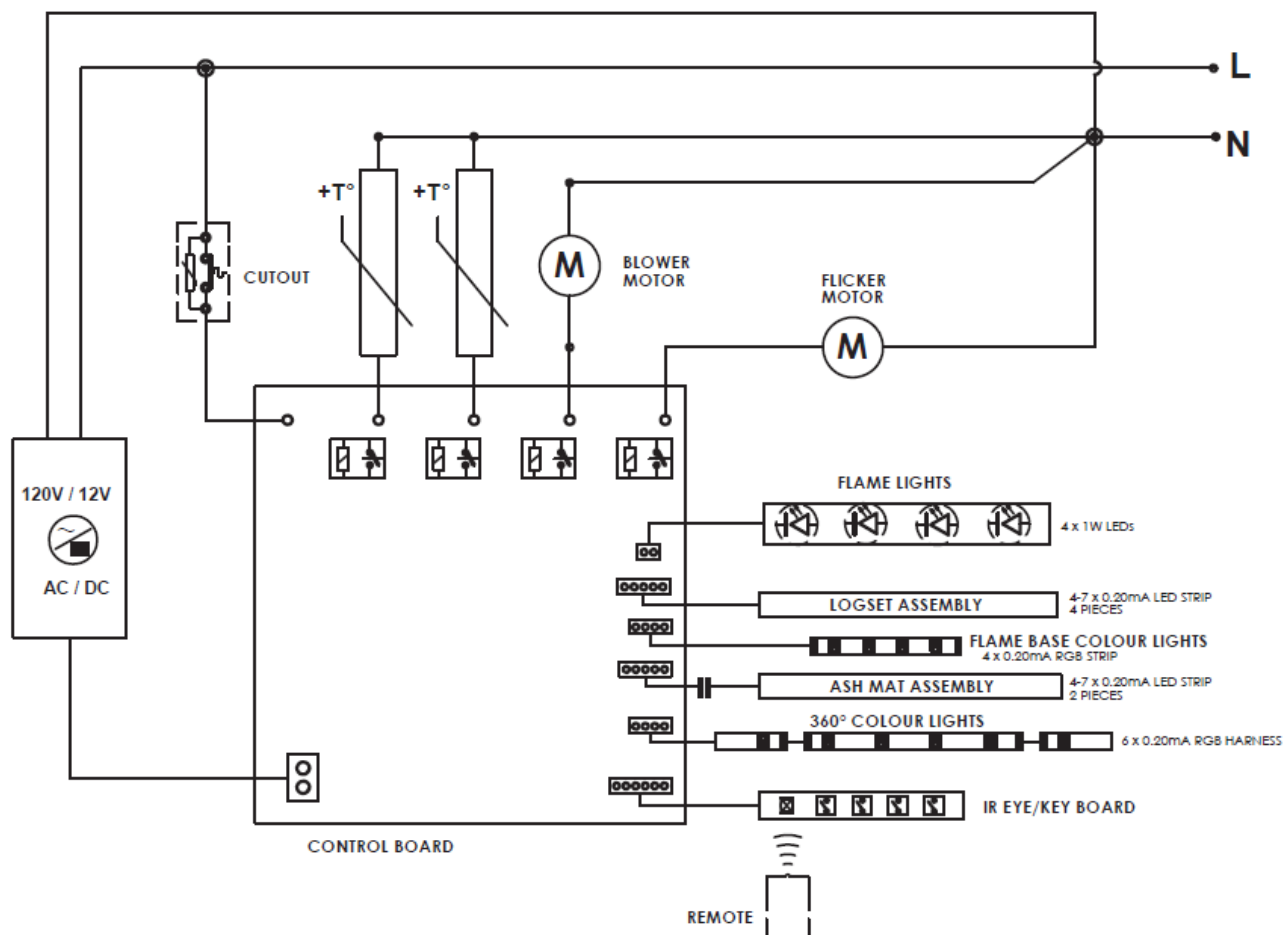 L
N
+T°
+T°
CUTOUT
M
BLOWER
MOTOR
FLICKER
MOTOR
M
120V / 12V
AC / DC
FLAME LIGHTS
4 x 1W LEDs
LOGSET ASSEMBLY
4-7 x 0.20mA LED STRIP
4 PIECES
FLAME BASE COLOUR LIGHTS
4 x 0.20mA RGB STRIP
ASH MAT ASSEMBLY
4-7 x 0.20mA LED STRIP
2 PIECES
360° COLOUR LIGHTS
6 x 0.20mA RGB HARNESS
IR EYE/KEY BOARD
CONTROL BOARD
REMOTE